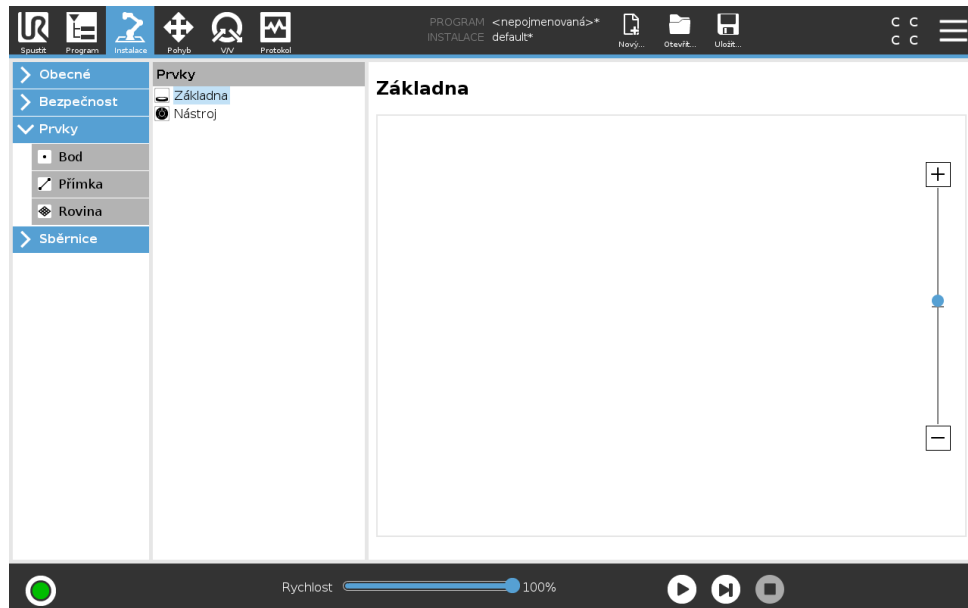 PROGRAM <nepojmenovaná>*
INSTALACE default*
C C
C C
Spustit Program Instalace Pohyb V/V Protokol Nový... Otevřít... Uložit...
Obecné
Bezpečnost
Prvky
Bod
Přímka
Rovina
Sběrnice
Prvky
Základna
Nástroj
Základna
Rychlost 100%